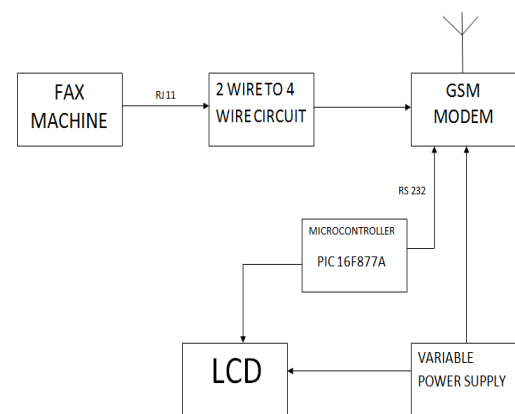 FAX
MACHINE
RJ 11
2 WIRE TO 4
WIRE CIRCUIT
GSM
MODEM
RS 232
MICROCONTROLLER
PIC 16F877A
LCD
VARIABLE
POWER SUPPLY